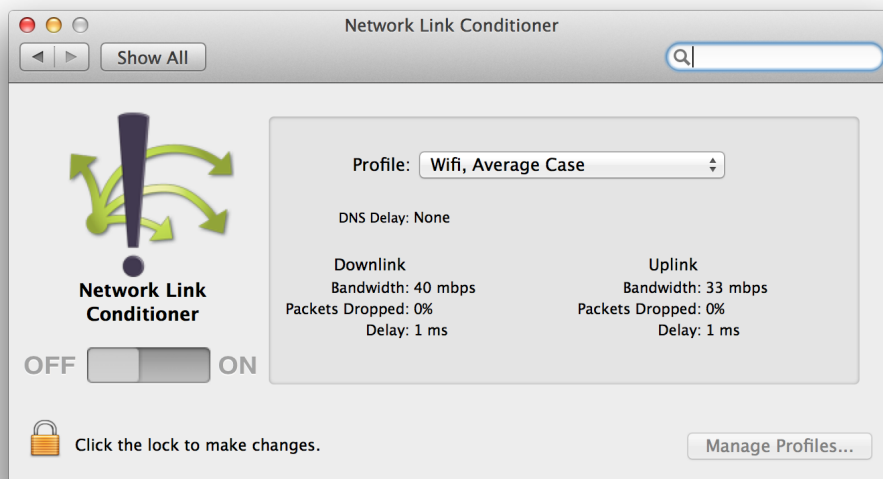 Network Link Conditioner
Show All
Profile: Wifi, Average Case
DNS Delay: None
Downlink
Bandwidth: 40 mbps
Packets Dropped: 0%
Delay: 1 ms
Uplink
Bandwidth: 33 mbps
Packets Dropped: 0%
Delay: 1 ms
Network Link
Conditioner
OFF ON
Click the lock to make changes.
Manage Profiles...